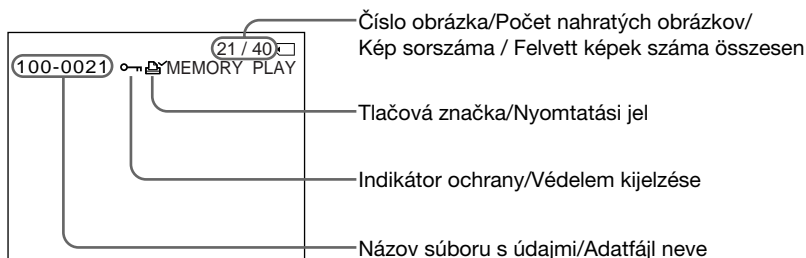 Číslo obrázka/Počet nahratých obrázkov/
Kép sorszáma / Felvett képek száma összesen
21 / 40
100-0021
MEMORY PLAY
Tlačová značka/Nyomtatási jel
Indikátor ochrany/Védelem kijelzése
Názov súboru s údajmi/Adatfájl neve